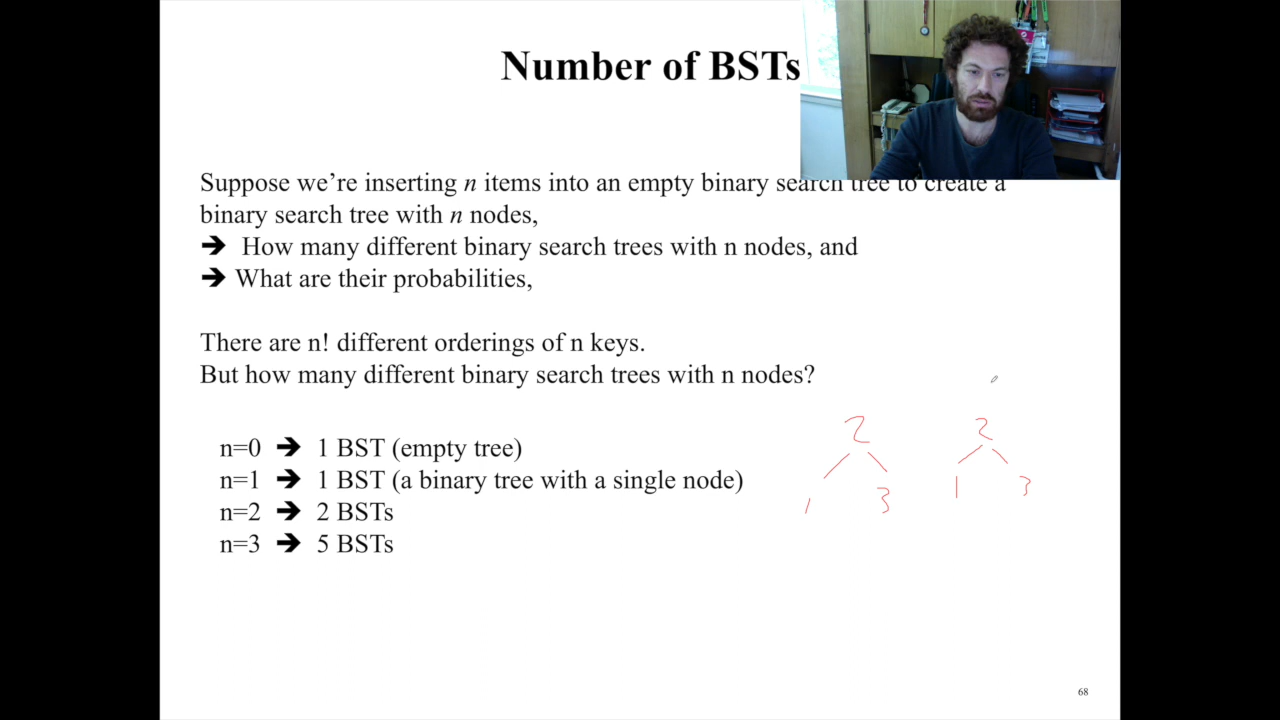 Number of BSTs
Suppose we're inserting n items into an empty binary search tree to create a
binary search tree with n nodes,
➔ How many different binary search trees with n nodes, and
➔ What are their probabilities,
There are n! different orderings of n keys.
But how many different binary search trees with n nodes?
n=0 ➔ 1 BST (empty tree)
n=1 ➔ 1 BST (a binary tree with a single node)
n=2 ➔ 2 BSTs
n=3 ➔ 5 BSTs
2 2
1 3 1 3
68